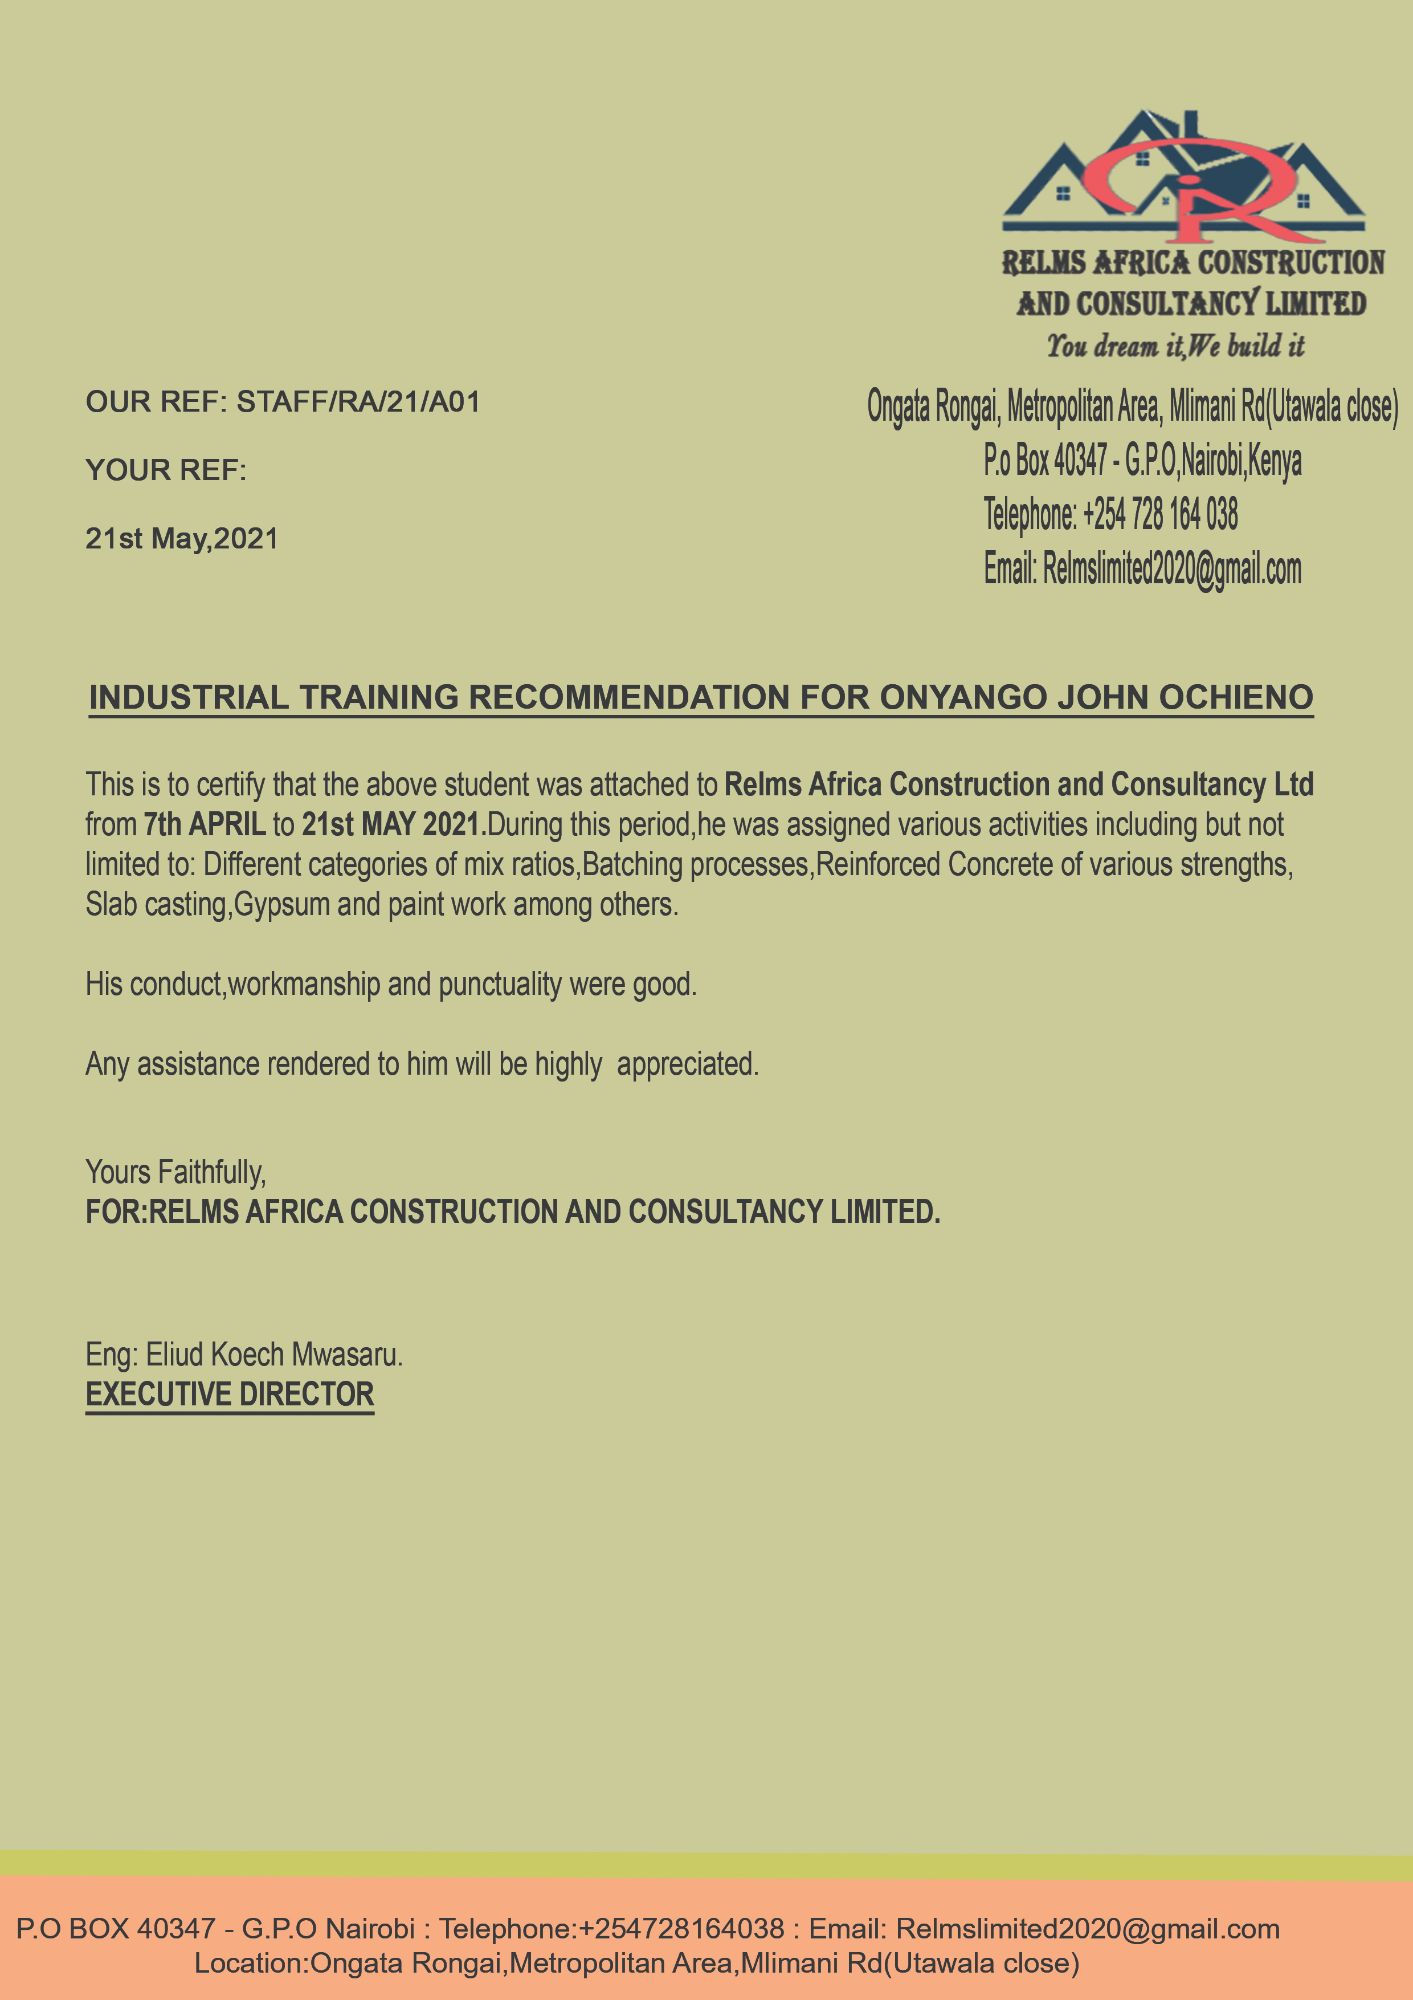 RELMS AFRICA CONSTRUCTION
AND CONSULTANCY LIMITED
You dream it,We build it
OUR REF: STAFF/RA/21/A01
YOUR REF:
21st May,2021
Ongata Rongai, Metropolitan Area, Mlimani Rd(Utawala close)
P.o Box 40347 - G.P.O,Nairobi,Kenya
Telephone: +254 728 164 038
Email: Relmslimited2020@gmail.com
INDUSTRIAL TRAINING RECOMMENDATION FOR ONYANGO JOHN OCHIENO
This is to certify that the above student was attached to Relms Africa Construction and Consultancy Ltd
from 7th APRIL to 21st MAY 2021.During this period,he was assigned various activities including but not
limited to: Different categories of mix ratios,Batching processes,Reinforced Concrete of various strengths,
Slab casting,Gypsum and paint work among others.
His conduct,workmanship and punctuality were good.
Any assistance rendered to him will be highly  appreciated.
Yours Faithfully,
FOR:RELMS AFRICA CONSTRUCTION AND CONSULTANCY LIMITED.
Eng: Eliud Koech Mwasaru.
EXECUTIVE DIRECTOR
P.O BOX 40347 - G.P.O Nairobi : Telephone:+254728164038 : Email: Relmslimited2020@gmail.com
Location:Ongata Rongai,Metropolitan Area,Mlimani Rd(Utawala close)